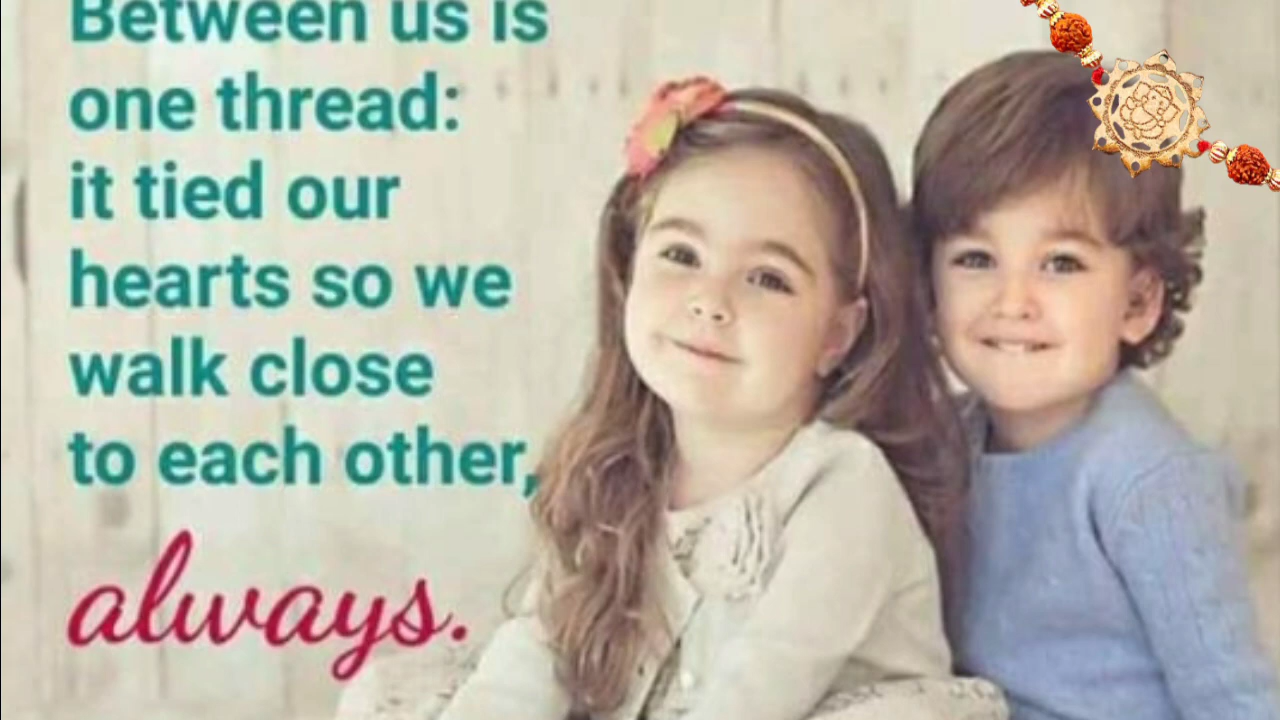 Between us is
one thread:
it tied our
hearts so we
walk close
to each other,
always.